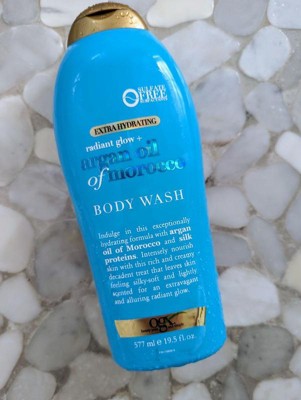 SULFATE
FREE
SURFACTANTS
EXTRA HYDRATING
radiant glow +
argan oil
of morocco
BODY WASH
Indulge in this exceptionally
hydrating formula with argan
oil of Morocco and silk
proteins. Intensely nourish
skin with this rich and creamy
decadent treat that leaves skin
feeling silky-soft and lightly
scented for an extravagant
and alluring radiant glow.
ogx
577 ml e 19.5 fl. oz.